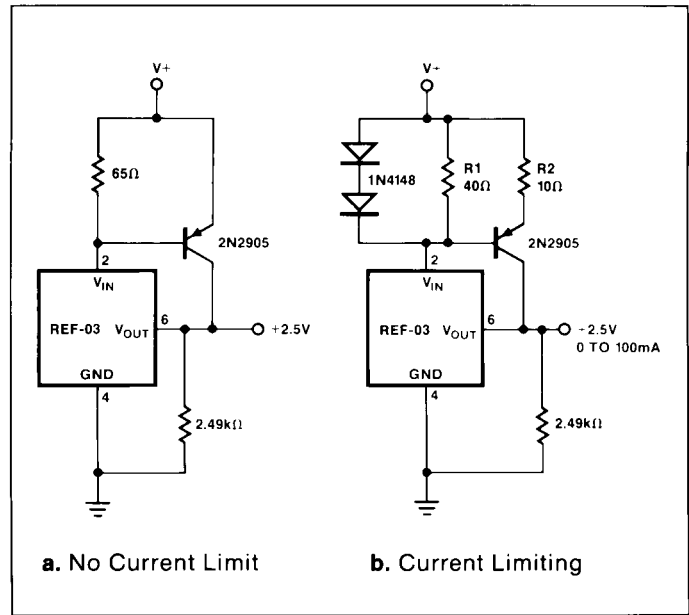 V+
65Ω
2N2905
2
VIN
REF-03
VOUT
6
+2.5V
GND
4
2.49kΩ
a. No Current Limit
V+
1N4148
R1
40Ω
R2
10Ω
2N2905
2
VIN
REF-03
VOUT
6
+2.5V
0 TO 100mA
GND
4
2.49kΩ
b. Current Limiting